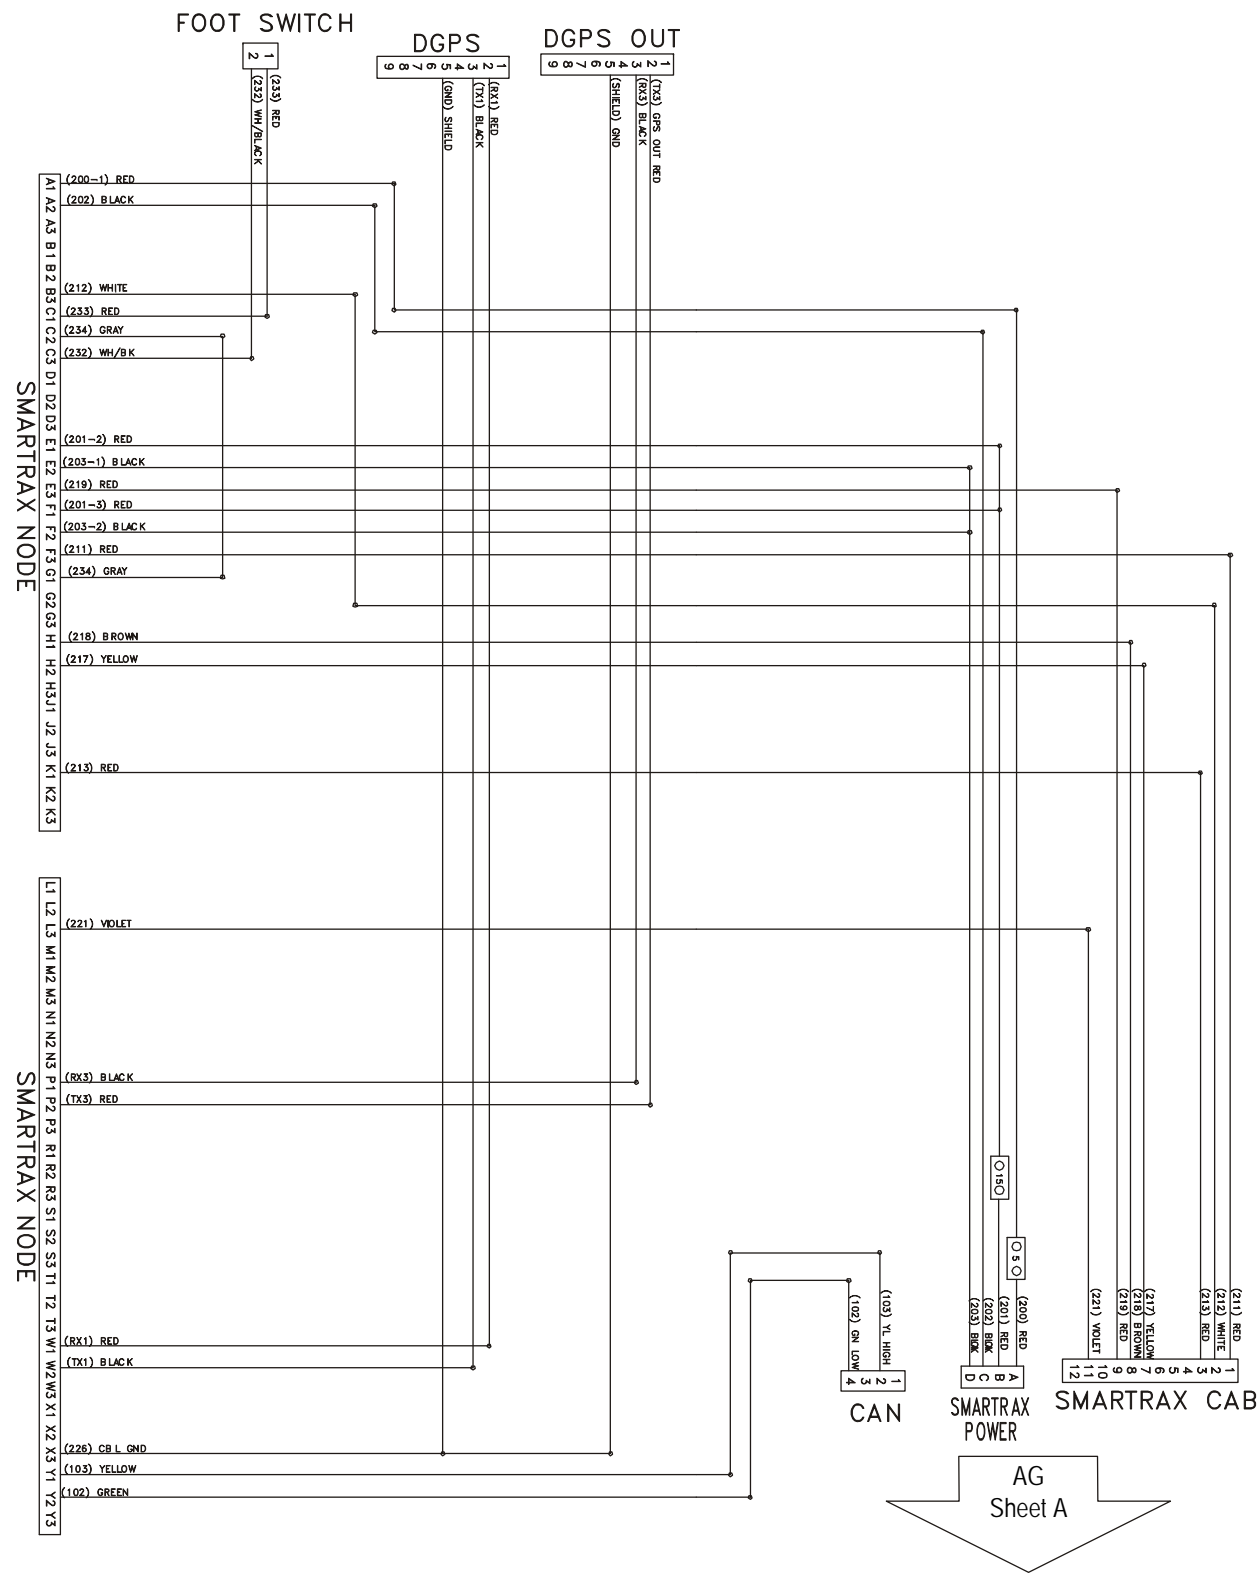 FOOT SWITCH
1
2
(233) RED
(232) WH/BLACK
DGPS
1
2
3
4
5
6
7
8
9
(RX1) RED
(TX1) BLACK
(GND) SHIELD
DGPS OUT
1
2
3
4
5
6
7
8
9
(TX3) GPS OUT RED
(RX3) BLACK
(SHIELD) GND
SMARTRAX NODE
A1 (200-1) RED
A2 (202) BLACK
A3
B1
B2
B3 (212) WHITE
C1 (233) RED
C2 (234) GRAY
C3 (232) WH/BK
D1
D2
D3
E1 (201-2) RED
E2 (203-1) BLACK
E3 (219) RED
F1 (201-3) RED
F2 (203-2) BLACK
F3 (211) RED
G1 (234) GRAY
G2
G3
H1 (218) BROWN
H2 (217) YELLOW
H3
J1
J2
J3
K1 (213) RED
K2
K3
SMARTRAX NODE
L1
L2
L3 (221) VIOLET
M1
M2
M3
N1
N2
N3
P1 (RX3) BLACK
P2 (TX3) RED
P3
R1
R2
R3
S1
S2
S3
T1
T2
T3
W1 (RX1) RED
W2 (TX1) BLACK
W3
X1
X2
X3 (226) CBL GND
Y1 (103) YELLOW
Y2 (102) GREEN
Y3
15
5
(103) YL HIGH
(102) GN LOW
1
2
3
4
CAN
(200) RED
(201) RED
(202) BLK
(203) BLK
A
B
C
D
SMARTRAX
POWER
(211) RED
(212) WHITE
(213) RED
(217) YELLOW
(218) BROWN
(219) RED
(221) VIOLET
1
2
3
4
5
6
7
8
9
10
11
12
SMARTRAX CAB
AG
Sheet A